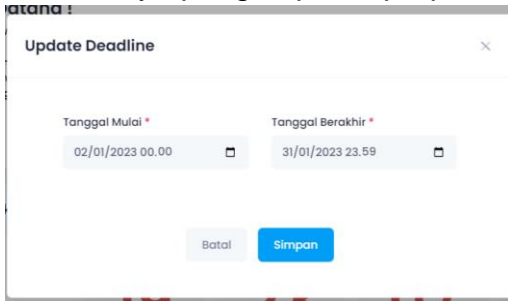 Update Deadline
Tanggal Mulai *
Tanggal Berakhir *
02/01/2023 00.00
31/01/2023 23.59
Batal
Simpan